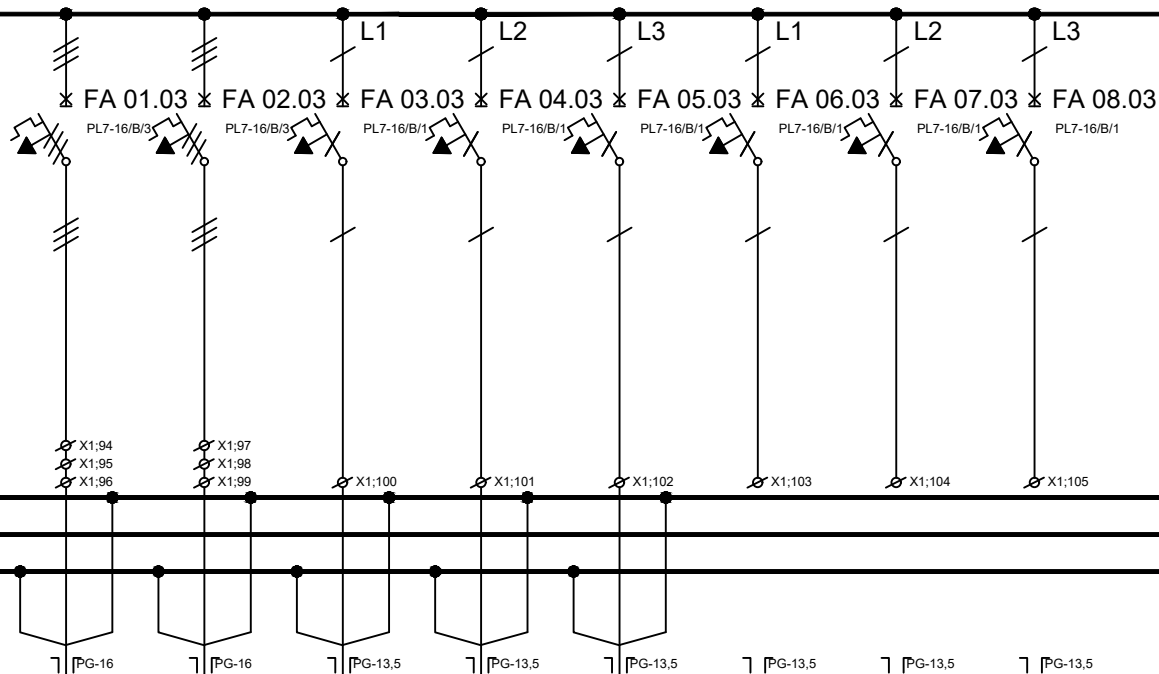 L1 L2 L3 L1 L2 L3
FA 01.03 FA 02.03 FA 03.03 FA 04.03 FA 05.03 FA 06.03 FA 07.03 FA 08.03
PL7-16/B/3 PL7-16/B/3 PL7-16/B/1 PL7-16/B/1 PL7-16/B/1 PL7-16/B/1 PL7-16/B/1 PL7-16/B/1
X1;94 X1;97
X1;95 X1;98
X1;96 X1;99 X1;100 X1;101 X1;102 X1;103 X1;104 X1;105
PG-16 PG-16 PG-13,5 PG-13,5 PG-13,5 PG-13,5 PG-13,5 PG-13,5